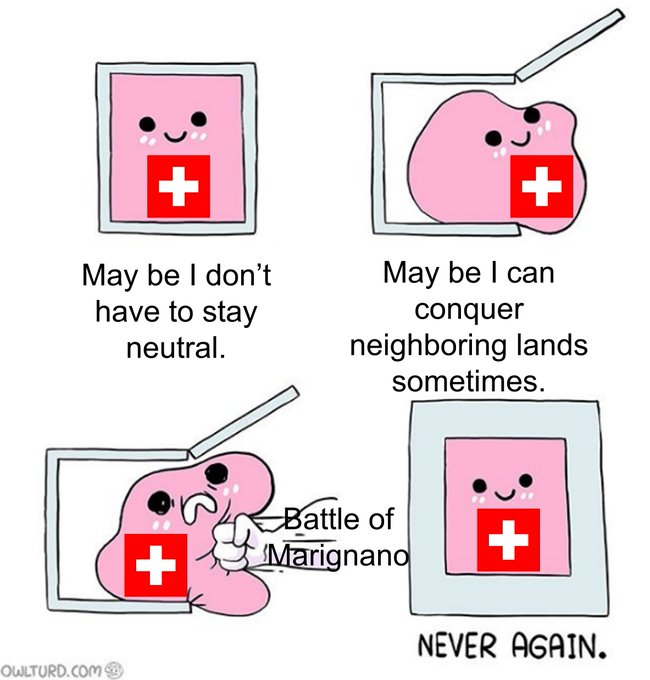 May be I don't
have to stay
neutral.
May be I can
conquer
neighboring lands
sometimes.
Battle of
Marignano
NEVER AGAIN.
OWLTURD.COM